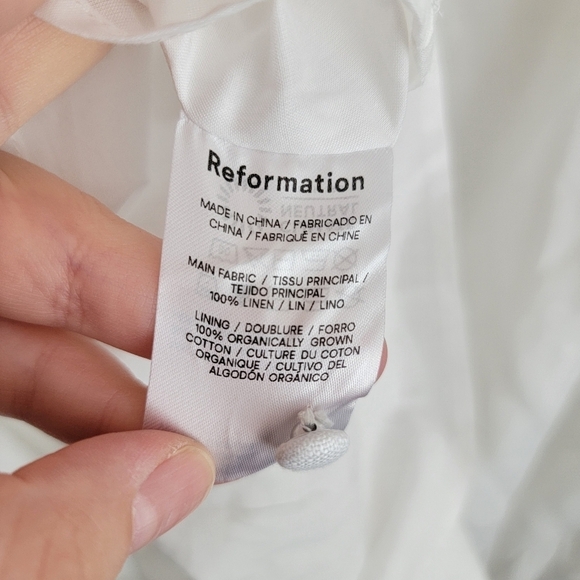 Reformation
NEUTRAL
MADE IN CHINA / FABRICADO EN
CHINA / FABRIQUÉ EN CHINE
MAIN FABRIC / TISSU PRINCIPAL /
TEJIDO PRINCIPAL
100% LINEN / LIN / LINO
LINING / DOUBLURE / FORRO
100% ORGANICALLY GROWN
COTTON / CULTURE DU COTON
ORGANIQUE / CULTIVO DEL
ALGODÓN ORGÁNICO